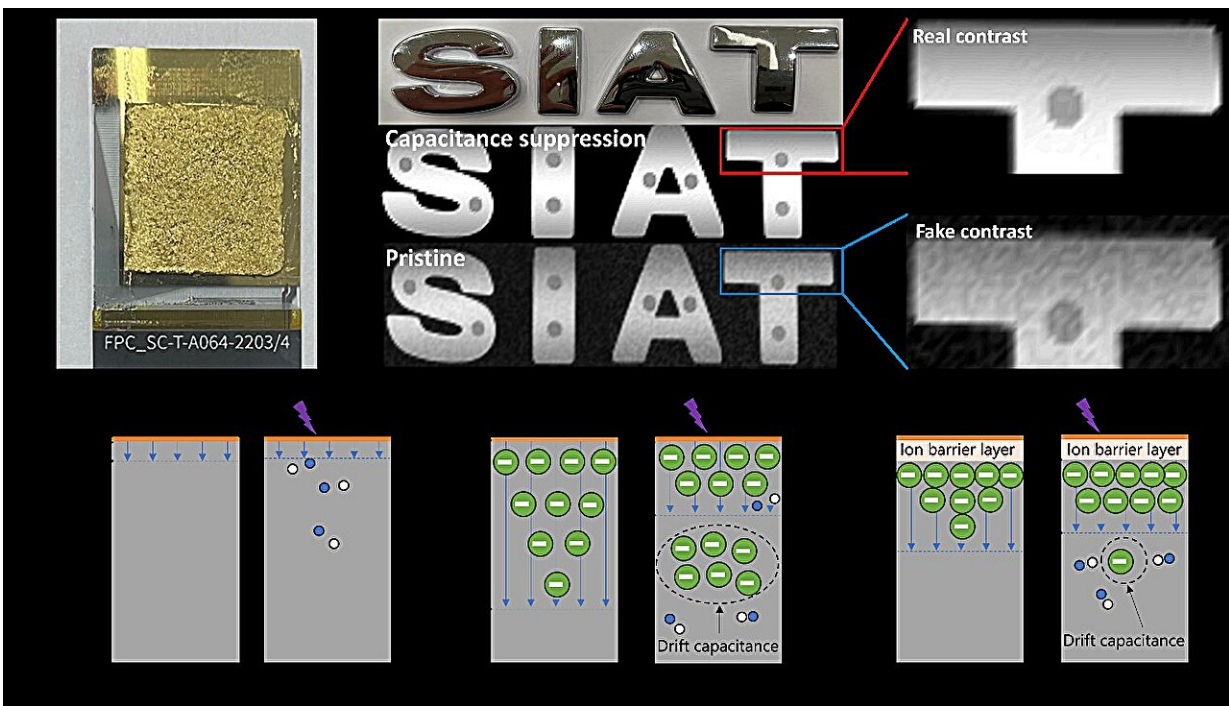 SIAT
Real contrast
Capacitance suppression
SIAT
Fake contrast
Pristine
SIAT
FPC_SC-T-A064-2203/4
Ion barrier layer
Ion barrier layer
Drift capacitance
Drift capacitance